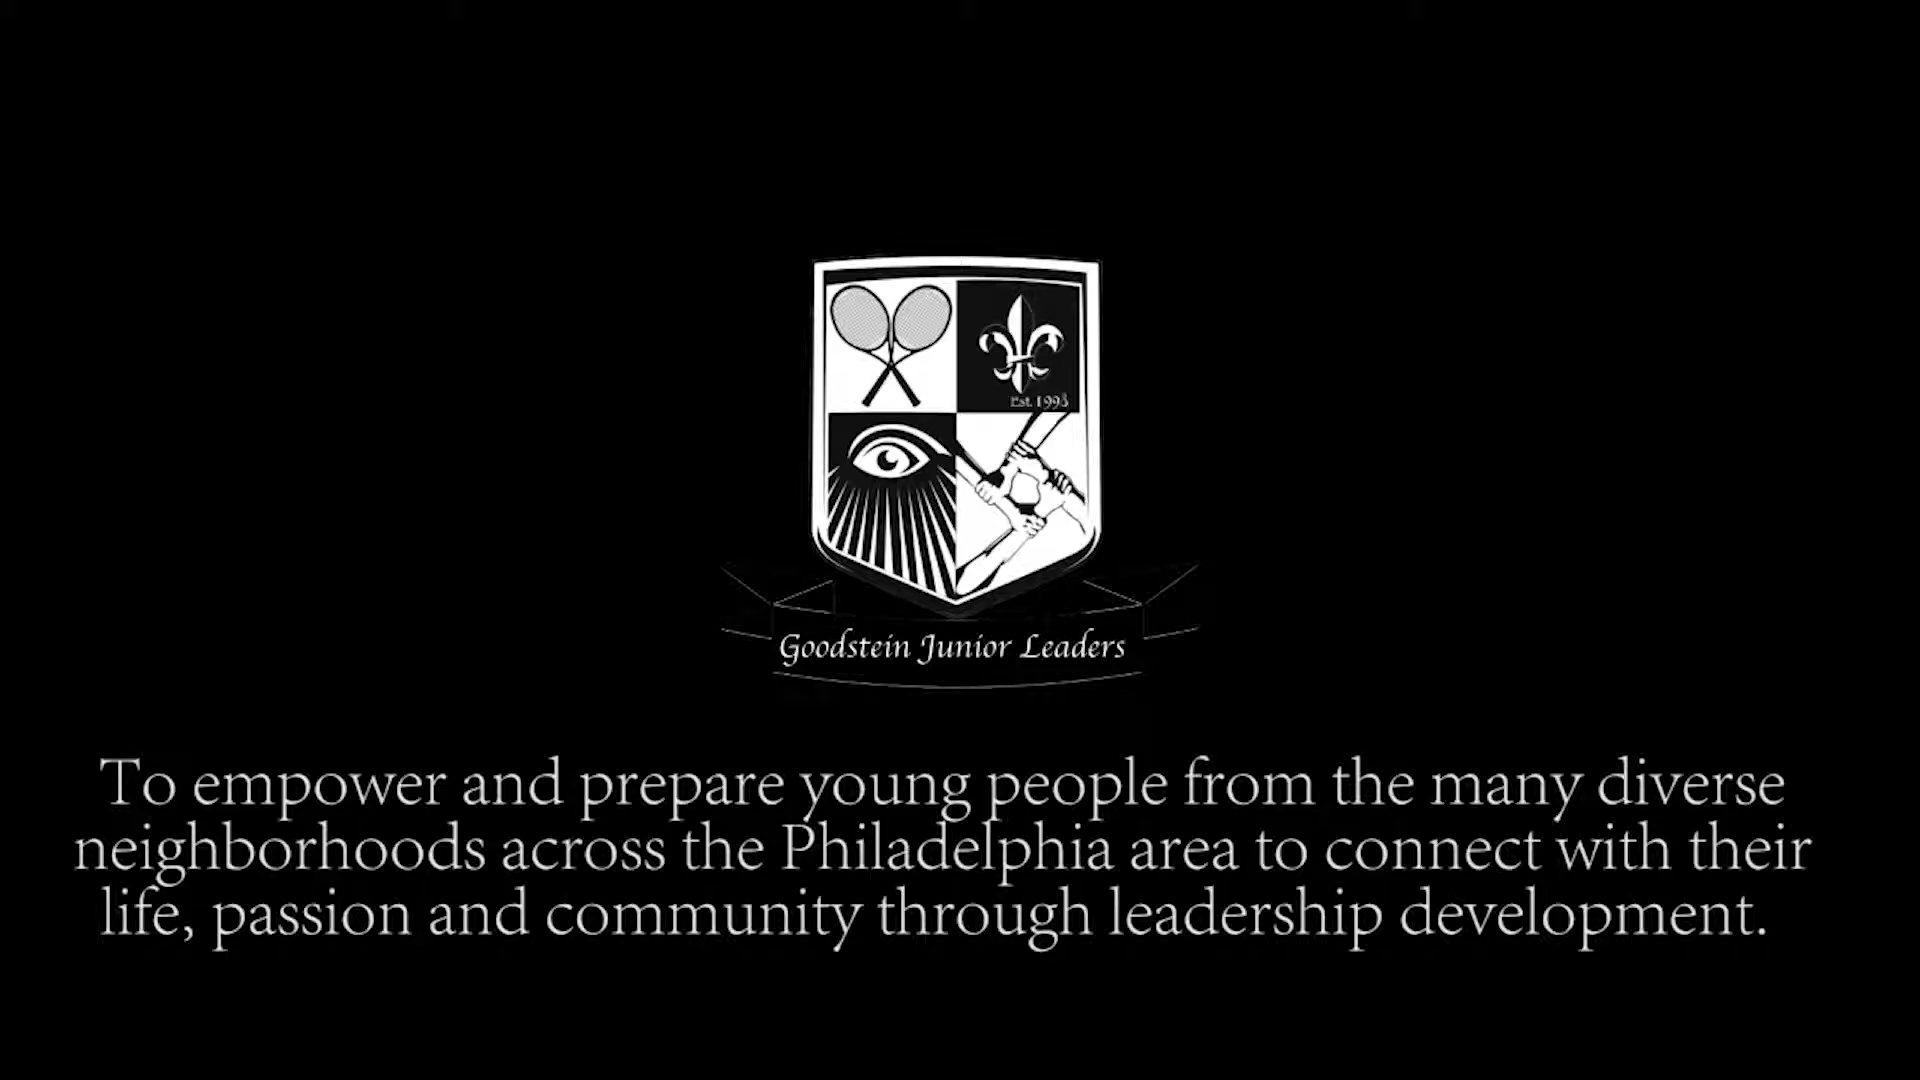 Est. 1998
Goodstein Junior Leaders
To empower and prepare young people from the many diverse
neighborhoods across the Philadelphia area to connect with their
life, passion and community through leadership development.